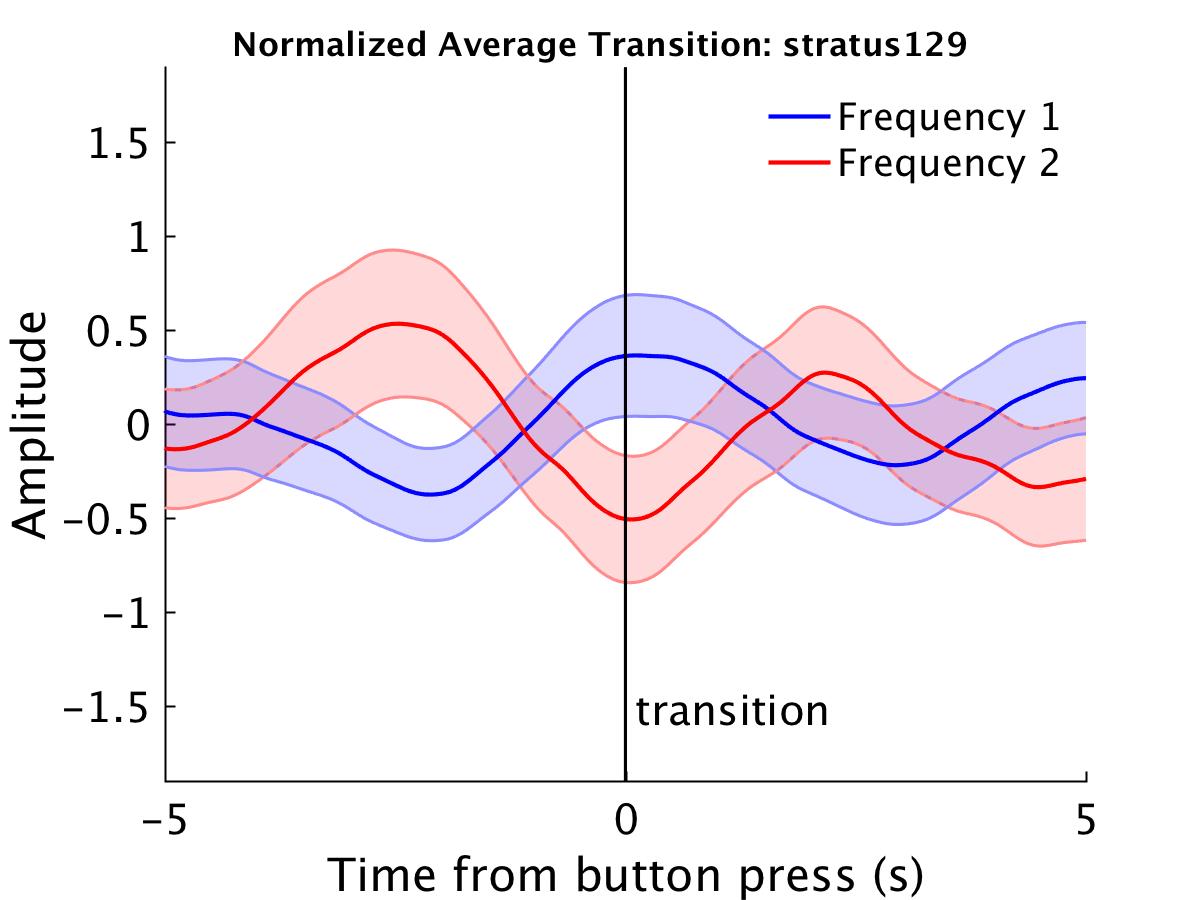 Normalized Average Transition: stratus129
Frequency 1
Frequency 2
1.5
1
0.5
0
−0.5
−1
−1.5
Amplitude
transition
−5
0
5
Time from button press (s)